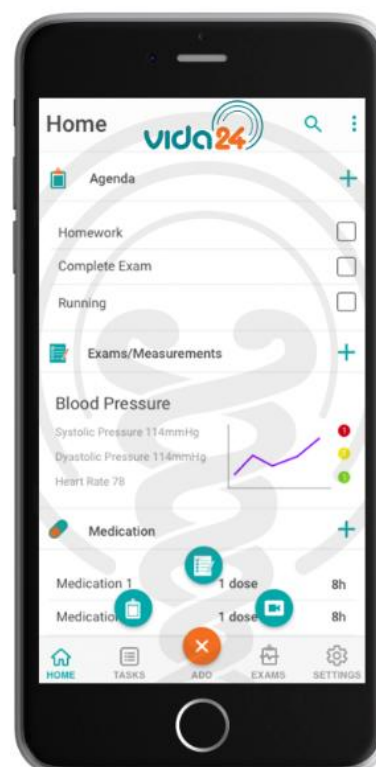 Home
vida24
Agenda
Homework
Complete Exam
Running
Exams/Measurements
Blood Pressure
Systolic Pressure 114mmHg
Dyastolic Pressure 114mmHg
Heart Rate 78
Medication
Medication 1 1 dose 8h
Medication 1 dose 8h
HOME TASKS ADD EXAMS SETTINGS